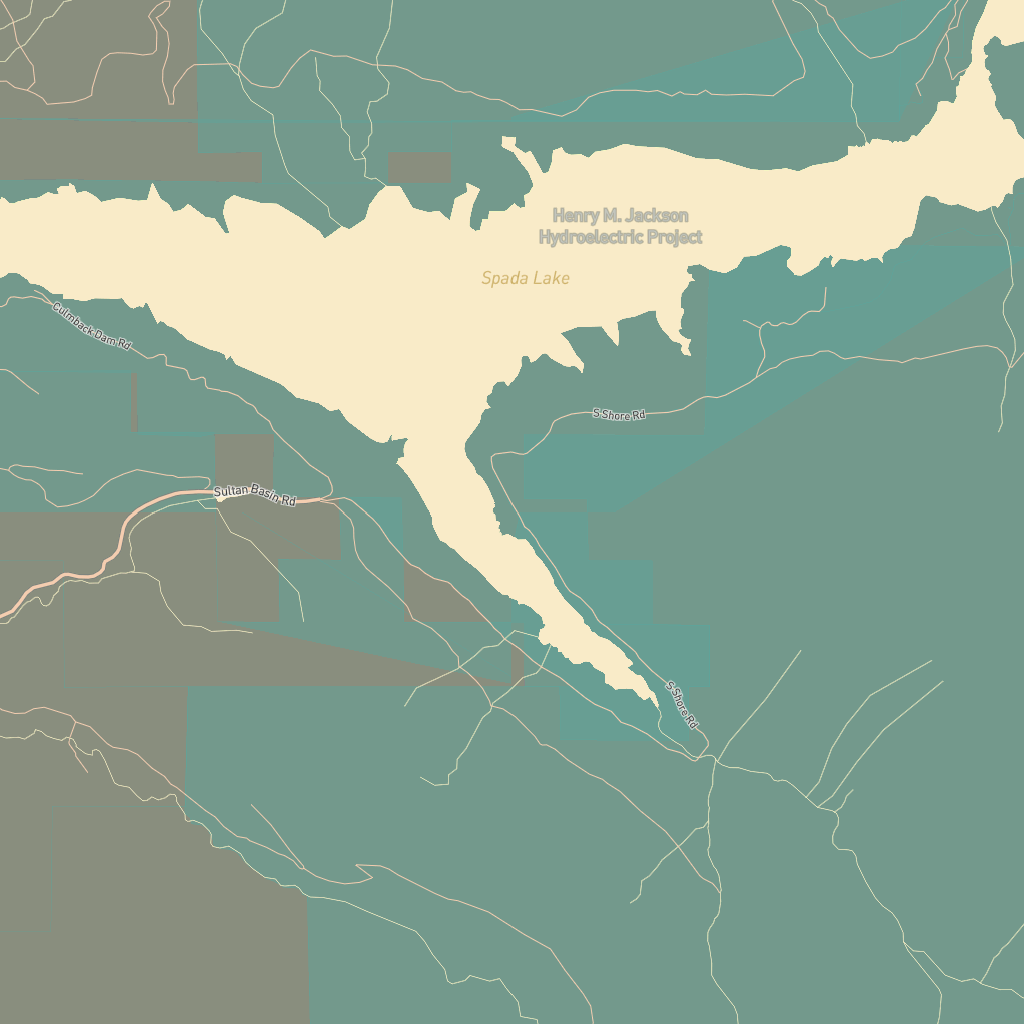 Henry M. Jackson
Hydroelectric Project
Spada Lake
Culmback Dam Rd
S Shore Rd
Sultan Basin Rd
S Shore Rd